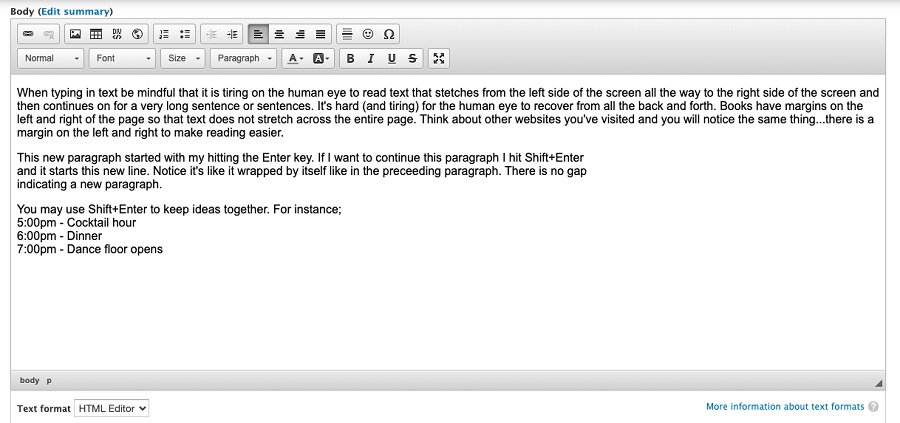 Body (Edit summary)
Normal Font Size Paragraph A A B I U S
When typing in text be mindful that it is tiring on the human eye to read text that stetches from the left side of the screen all the way to the right side of the screen and
then continues on for a very long sentence or sentences. It's hard (and tiring) for the human eye to recover from all the back and forth. Books have margins on the
left and right of the page so that text does not stretch across the entire page. Think about other websites you've visited and you will notice the same thing...there is a
margin on the left and right to make reading easier.
This new paragraph started with my hitting the Enter key. If I want to continue this paragraph I hit Shift+Enter
and it starts this new line. Notice it's like it wrapped by itself like in the preceeding paragraph. There is no gap
indicating a new paragraph.
You may use Shift+Enter to keep ideas together. For instance;
5:00pm - Cocktail hour
6:00pm - Dinner
7:00pm - Dance floor opens
body p
Text format HTML Editor More information about text formats ?